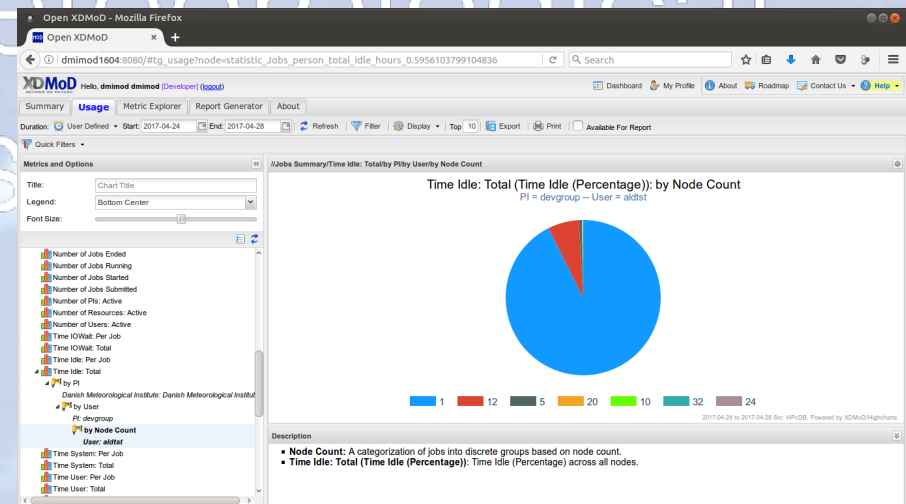 Open XDMoD - Mozilla Firefox
Open XDMoD × +
dmimod1604:8080/#tg_usage?node=statistic_Jobs_person_total_idle_hours_0.5956103799104836 Search
XDMoD Hello, dmimod dmimod [Developer] (logout) Dashboard My Profile About Roadmap Contact Us Help
Summary Usage Metric Explorer Report Generator About
Duration: User Defined Start: 2017-04-24 End: 2017-04-28 Refresh Filter Display Top 10 Export Print Available For Report
Quick Filters
Metrics and Options
Title: Chart Title
Legend: Bottom Center
Font Size:
Number of Jobs Ended
Number of Jobs Running
Number of Jobs Started
Number of Jobs Submitted
Number of PIs: Active
Number of Resources: Active
Number of Users: Active
Time IOWait: Per Job
Time IOWait: Total
Time Idle: Per Job
Time Idle: Total
by PI
Danish Meteorological Institute: Danish Meteorological Institut
by User
PI: devgroup
by Node Count
User: aldtst
Time System: Per Job
Time System: Total
Time User: Per Job
Time User: Total
//Jobs Summary/Time Idle: Total/by PI/by User/by Node Count
Time Idle: Total (Time Idle (Percentage)): by Node Count
PI = devgroup -- User = aldtst
1 12 5 20 10 32 24
2017-04-24 to 2017-04-28 Src: HPcDB. Powered by XDMoD/Highcharts
Description
Node Count: A categorization of jobs into discrete groups based on node count.
Time Idle: Total (Time Idle (Percentage)): Time Idle (Percentage) across all nodes.